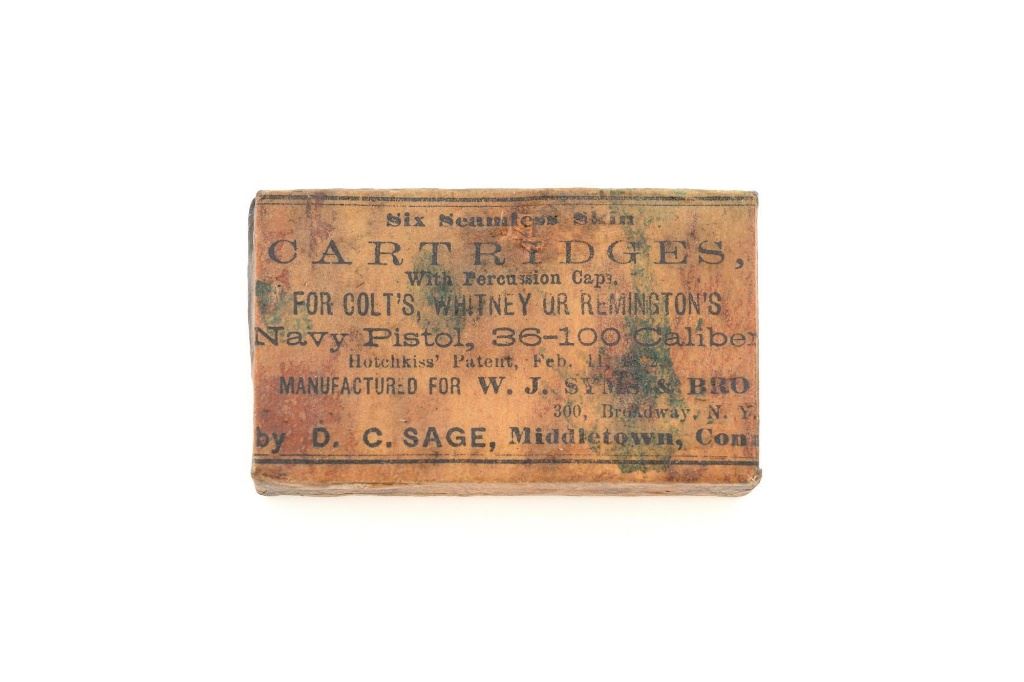 Six Seamless Skin
CARTRIDGES,
With Percussion Caps.
FOR COLT'S, WHITNEY OR REMINGTON'S
Navy Pistol, 36-100 Caliber
Hotchkiss' Patent, Feb. 11,
MANUFACTURED FOR W. J. SYMS & BRO
300, Broadway, N. Y.
by D. C. SAGE, Middletown, Conn